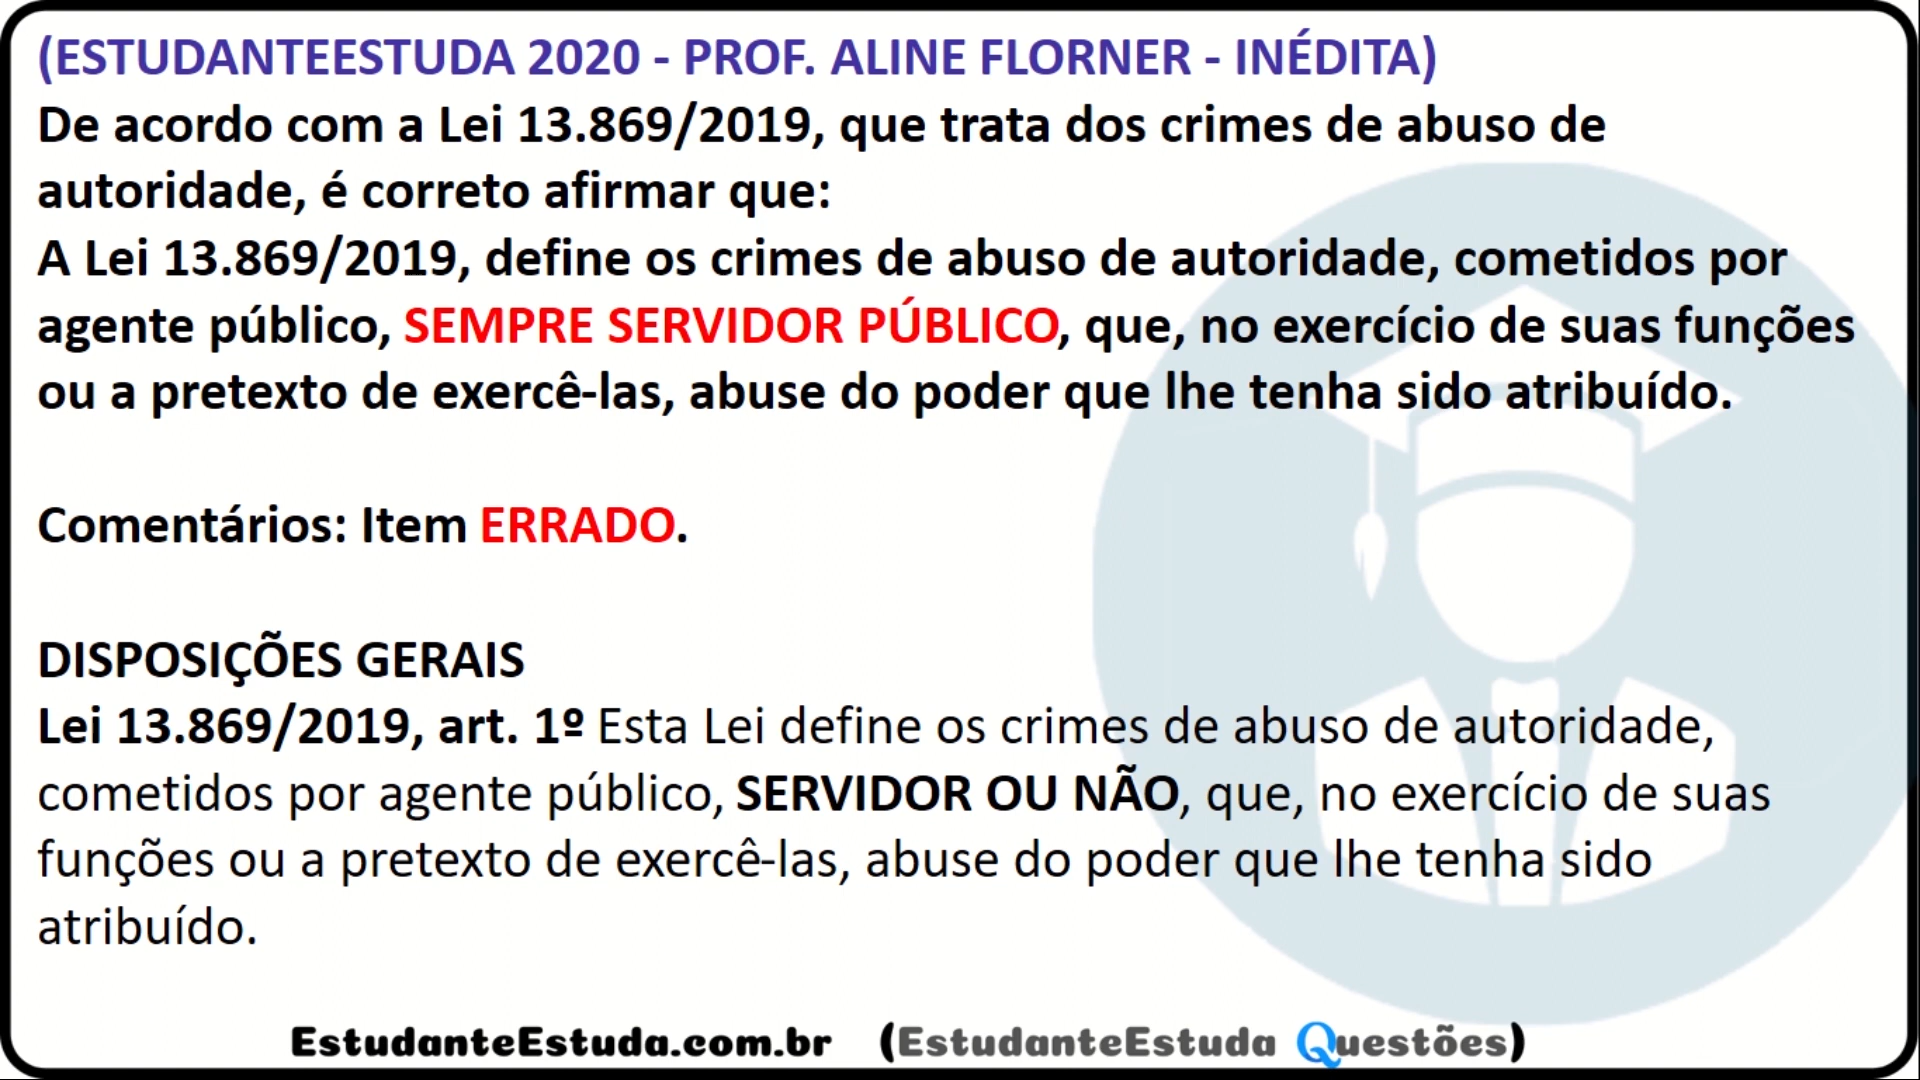 (ESTUDANTEESTUDA 2020 - PROF. ALINE FLORNER - INÉDITA)
De acordo com a Lei 13.869/2019, que trata dos crimes de abuso de
autoridade, é correto afirmar que:
A Lei 13.869/2019, define os crimes de abuso de autoridade, cometidos por
agente público, SEMPRE SERVIDOR PÚBLICO, que, no exercício de suas funções
ou a pretexto de exercê-las, abuse do poder que lhe tenha sido atribuído.
Comentários: Item ERRADO.
DISPOSIÇÕES GERAIS
Lei 13.869/2019, art. 1º Esta Lei define os crimes de abuso de autoridade,
cometidos por agente público, SERVIDOR OU NÃO, que, no exercício de suas
funções ou a pretexto de exercê-las, abuse do poder que lhe tenha sido
atribuído.
EstudanteEstuda.com.br (EstudanteEstuda Questões)